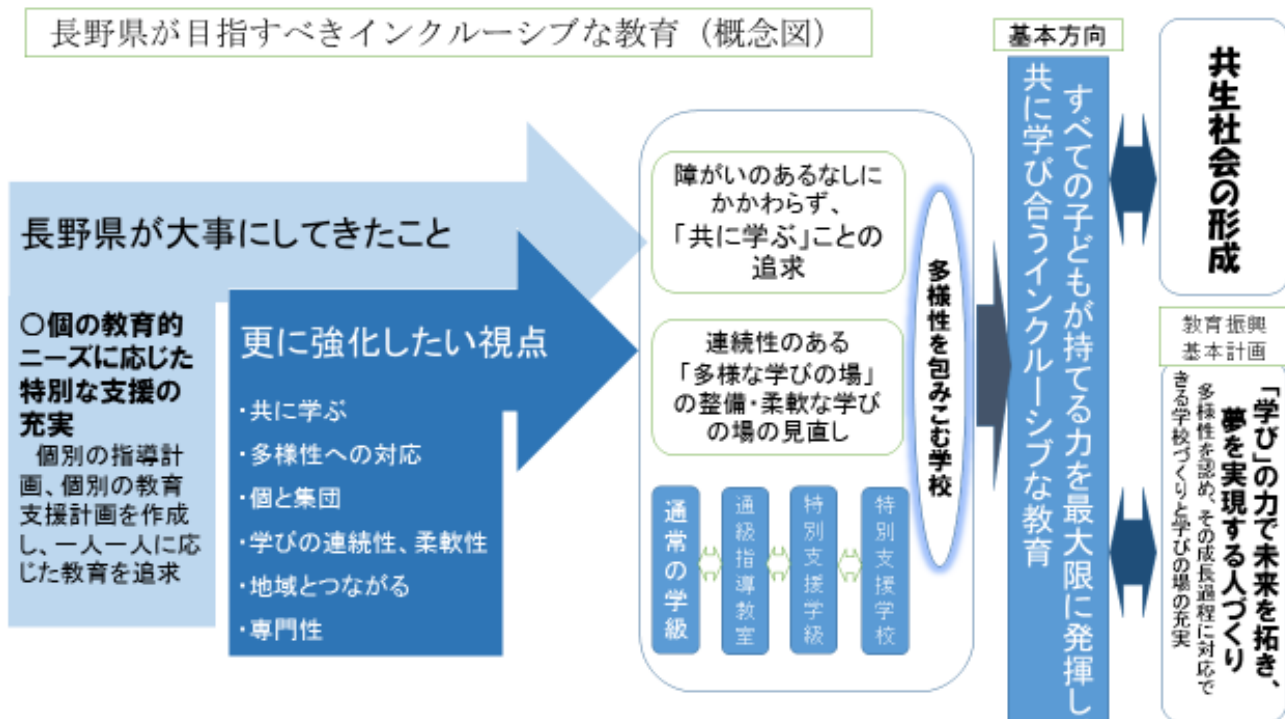 長野県が目指すべきインクルーシブな教育（概念図）
長野県が大事にしてきたこと
○個の教育的
ニーズに応じた
特別な支援の
充実
個別の指導計
画、個別の教育
支援計画を作成
し、一人一人に応
じた教育を追求
更に強化したい視点
・共に学ぶ
・多様性への対応
・個と集団
・学びの連続性、柔軟性
・地域とつながる
・専門性
障がいのあるなしに
かかわらず、
「共に学ぶ」ことの
追求
連続性のある
「多様な学びの場」
の整備・柔軟な学び
の場の見直し
通常の学級
通級指導教室
特別支援学級
特別支援学校
多様性を包みこむ学校
基本方向
すべての子どもが持てる力を最大限に発揮し
共に学び合うインクルーシブな教育
共生社会の形成
教育振興
基本計画
「学び」の力で未来を拓き、
夢を実現する人づくり
多様性を認め、その成長過程に対応で
きる学校づくりと学びの場の充実